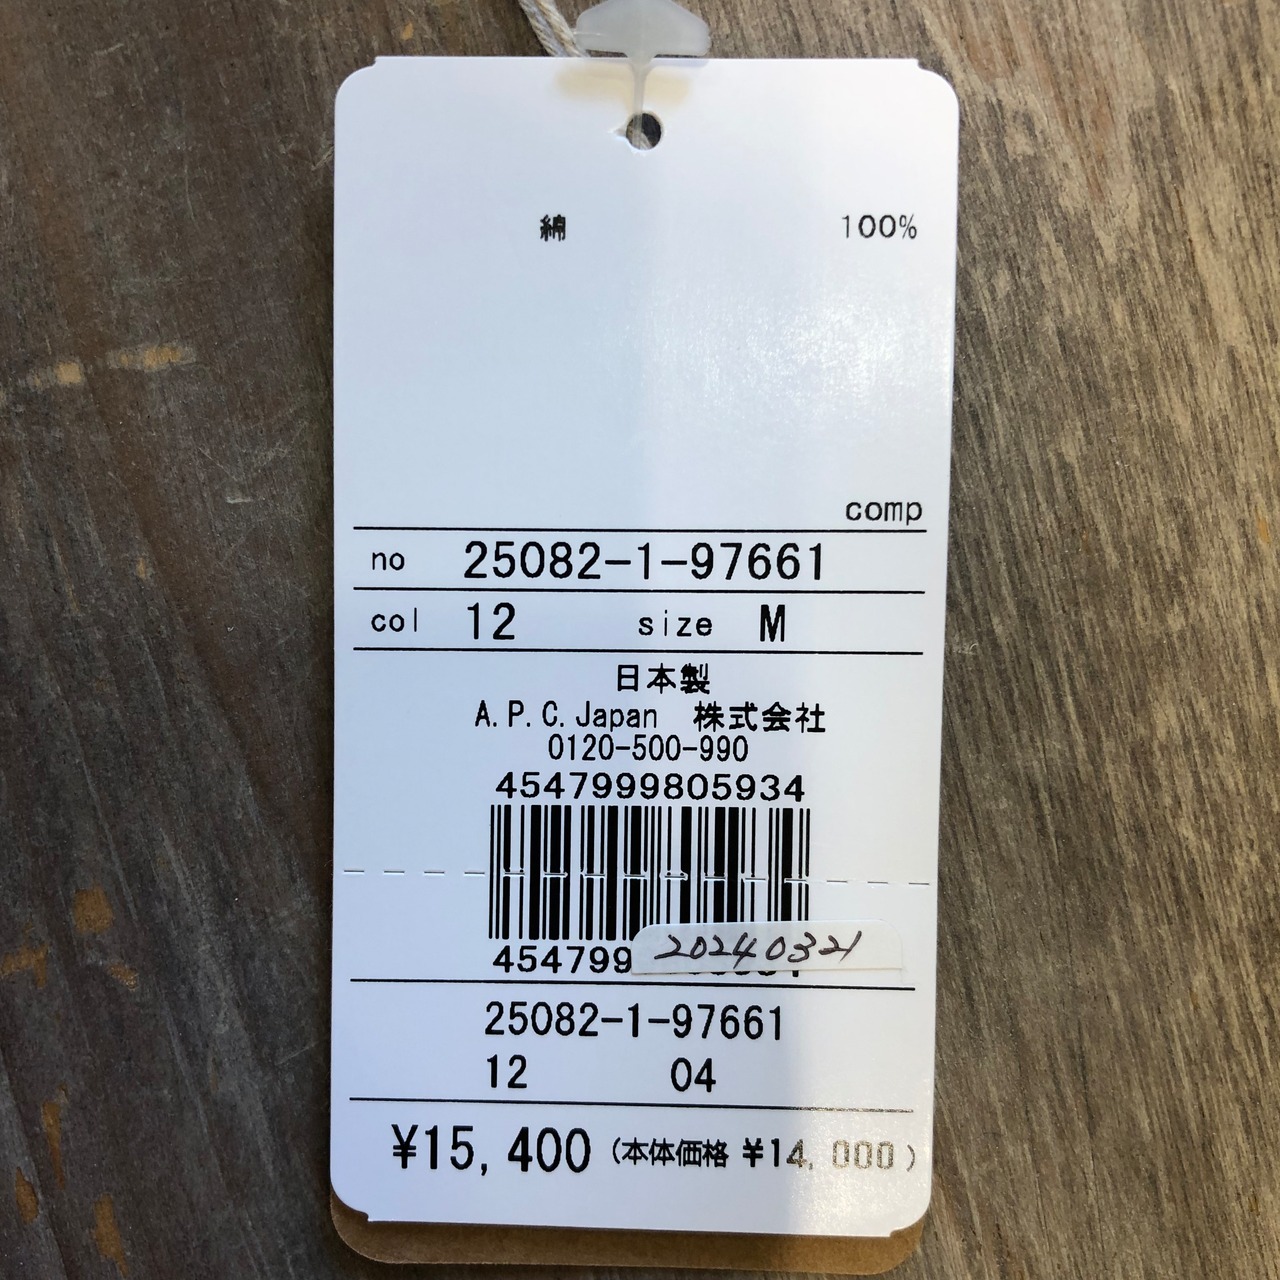 綿 100%
comp
no 25082-1-97661
col 12 size M
日本製
A.P.C.Japan 株式会社
0120-500-990
4547999805934
454799
20240321
25082-1-97661
12 04
¥15,400 (本体価格 ¥14,000)